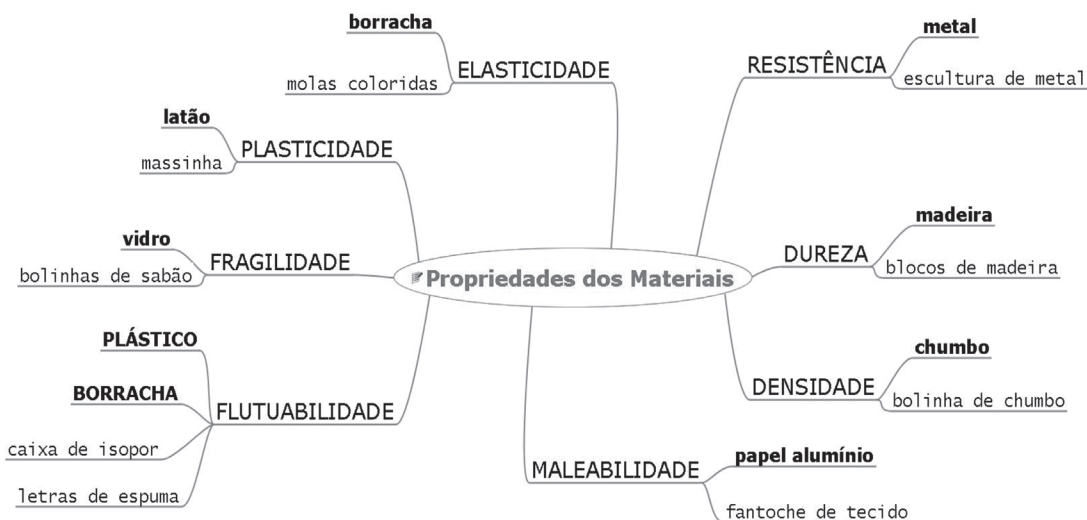 Propriedades dos Materiais
ELASTICIDADE
borracha
molas coloridas
PLASTICIDADE
latão
massinha
FRAGILIDADE
vidro
bolinhas de sabão
FLUTUABILIDADE
PLÁSTICO
BORRACHA
caixa de isopor
letras de espuma
RESISTÊNCIA
metal
escultura de metal
DUREZA
madeira
blocos de madeira
DENSIDADE
chumbo
bolinha de chumbo
MALEABILIDADE
papel alumínio
fantoche de tecido